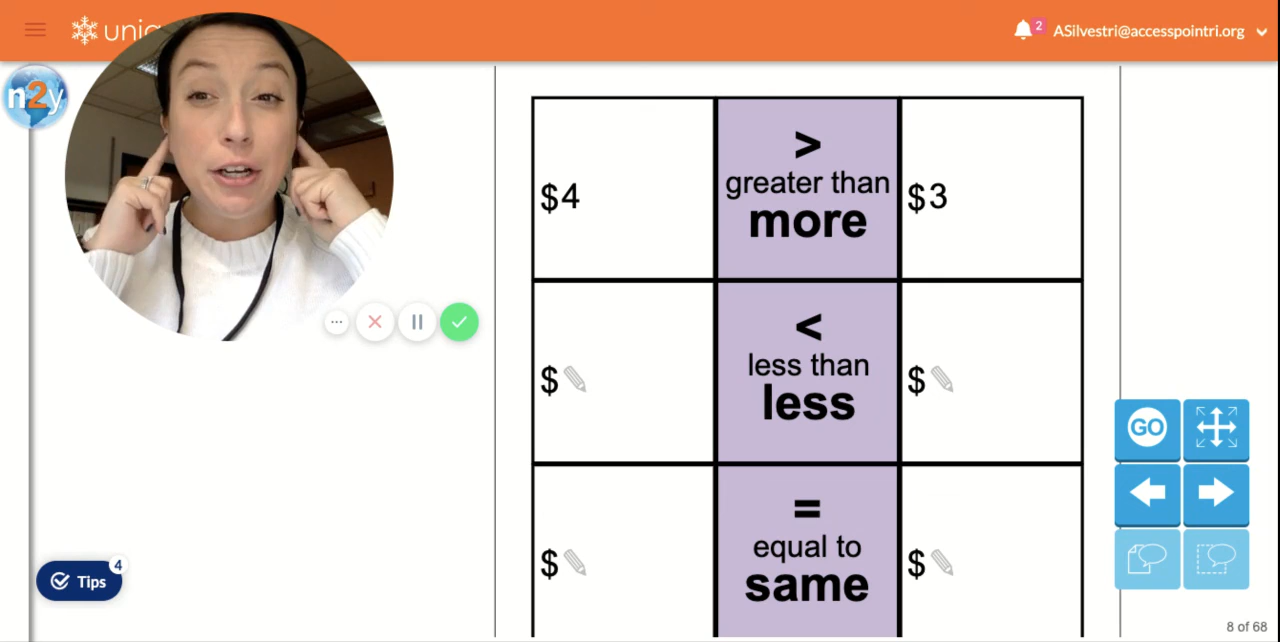 uniq
2
ASilvestri@accesspointri.org
n2y
>
greater than
more
$4
$3
<
less than
less
$
$
=
equal to
same
$
$
GO
Tips
4
8 of 68